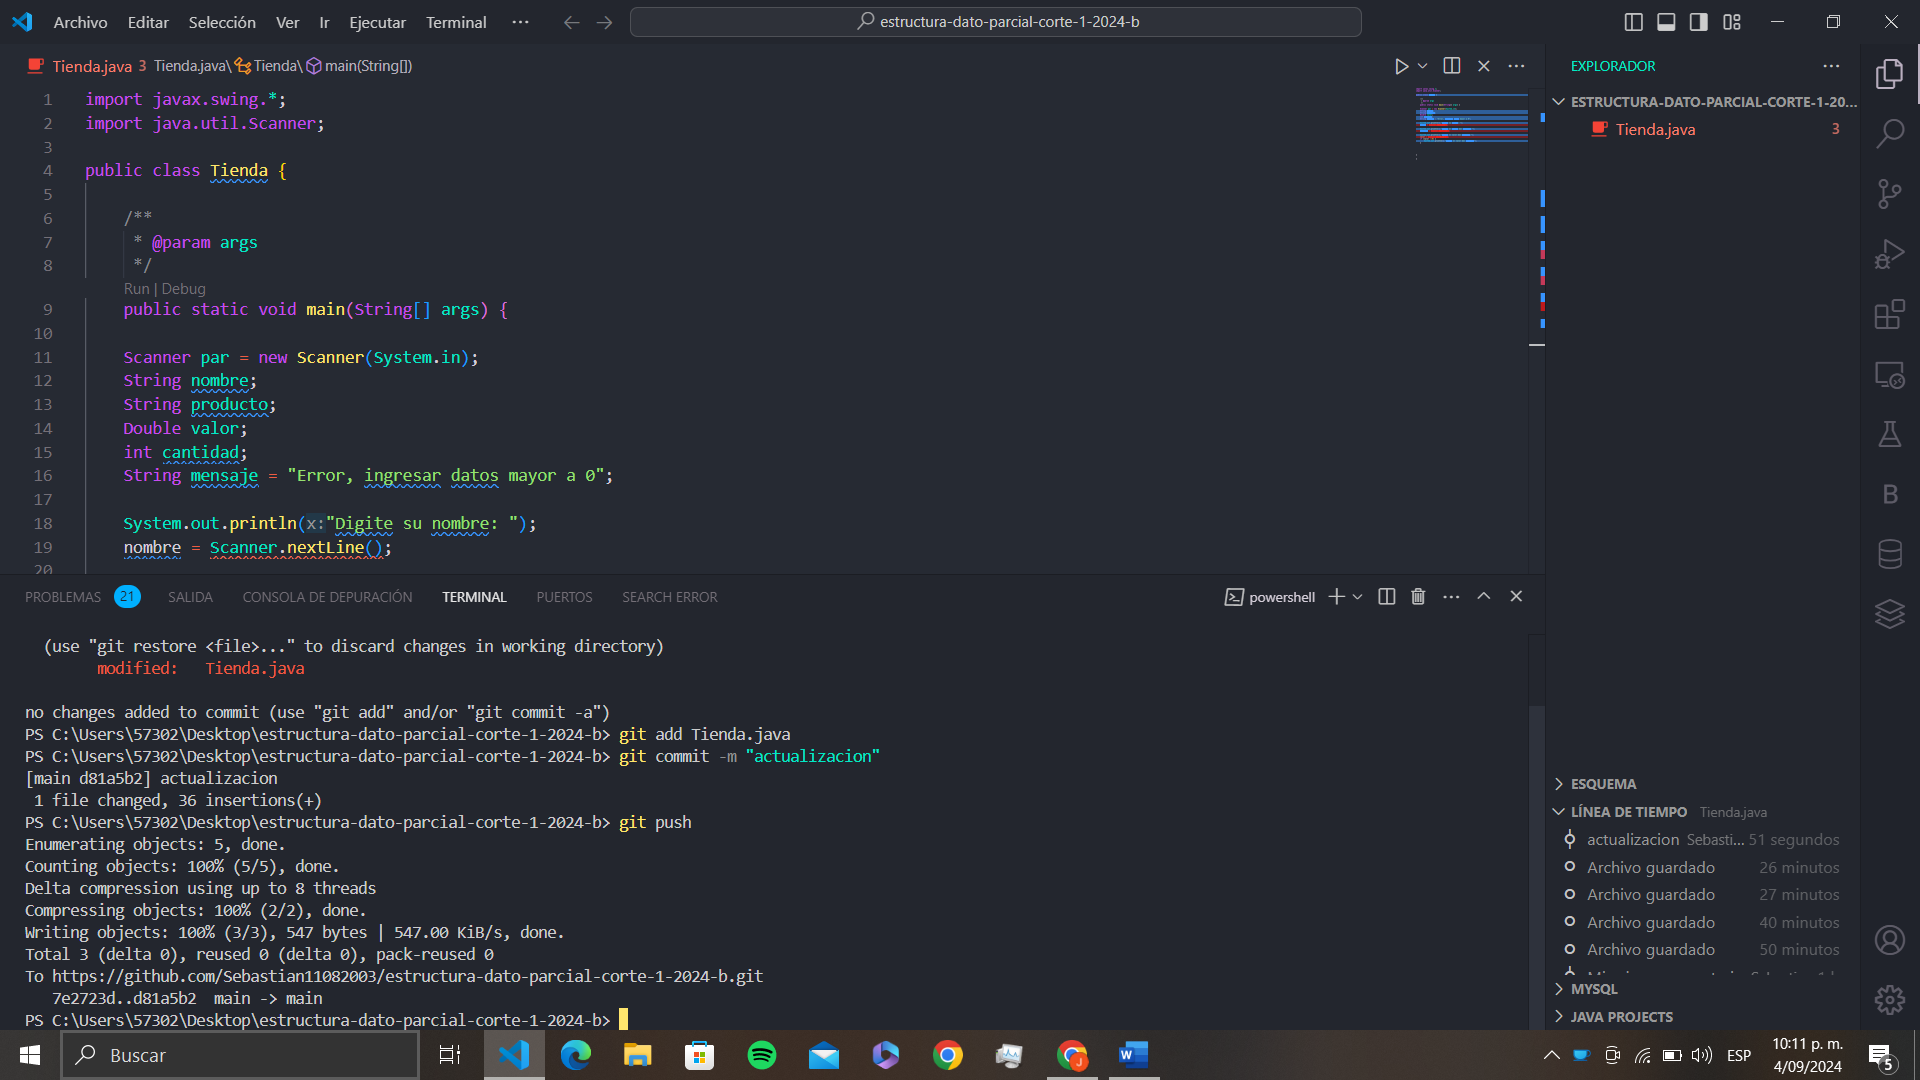 Archivo Editar Selección Ver Ir Ejecutar Terminal ··· estructura-dato-parcial-corte-1-2024-b
Tienda.java 3 Tienda.java\ Tienda\ main(String[])
1 import javax.swing.*;
2 import java.util.Scanner;
3
4 public class Tienda {
5
6 /**
7 * @param args
8 */
Run | Debug
9 public static void main(String[] args) {
10
11 Scanner par = new Scanner(System.in);
12 String nombre;
13 String producto;
14 Double valor;
15 int cantidad;
16 String mensaje = "Error, ingresar datos mayor a 0";
17
18 System.out.println(x:"Digite su nombre: ");
19 nombre = Scanner.nextLine();
20
PROBLEMAS 21 SALIDA CONSOLA DE DEPURACIÓN TERMINAL PUERTOS SEARCH ERROR powershell
(use "git restore <file>..." to discard changes in working directory)
modified: Tienda.java
no changes added to commit (use "git add" and/or "git commit -a")
PS C:\Users\57302\Desktop\estructura-dato-parcial-corte-1-2024-b> git add Tienda.java
PS C:\Users\57302\Desktop\estructura-dato-parcial-corte-1-2024-b> git commit -m "actualizacion"
[main d81a5b2] actualizacion
1 file changed, 36 insertions(+)
PS C:\Users\57302\Desktop\estructura-dato-parcial-corte-1-2024-b> git push
Enumerating objects: 5, done.
Counting objects: 100% (5/5), done.
Delta compression using up to 8 threads
Compressing objects: 100% (2/2), done.
Writing objects: 100% (3/3), 547 bytes | 547.00 KiB/s, done.
Total 3 (delta 0), reused 0 (delta 0), pack-reused 0
To https://github.com/Sebastian11082003/estructura-dato-parcial-corte-1-2024-b.git
7e2723d..d81a5b2 main -> main
PS C:\Users\57302\Desktop\estructura-dato-parcial-corte-1-2024-b>
EXPLORADOR
ESTRUCTURA-DATO-PARCIAL-CORTE-1-20...
Tienda.java 3
ESQUEMA
LÍNEA DE TIEMPO Tienda.java
actualizacion Sebasti... 51 segundos
Archivo guardado 26 minutos
Archivo guardado 27 minutos
Archivo guardado 40 minutos
Archivo guardado 50 minutos
MYSQL
JAVA PROJECTS
B
Buscar
ESP
10:11 p. m.
4/09/2024
5